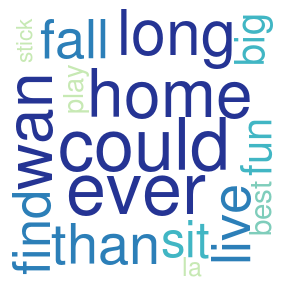 stick
fall
long
big
wan
play
home
could
fun
ever
find
than
sit
live
best
la